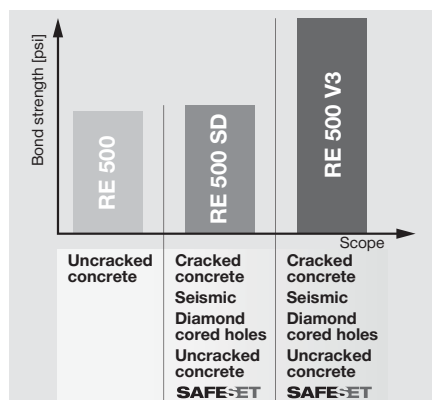 Bond strength [psi]
RE 500
RE 500 SD
RE 500 V3
Scope
Uncracked
concrete
Cracked
concrete
Seismic
Diamond
cored holes
Uncracked
concrete
SAFESET
Cracked
concrete
Seismic
Diamond
cored holes
Uncracked
concrete
SAFESET